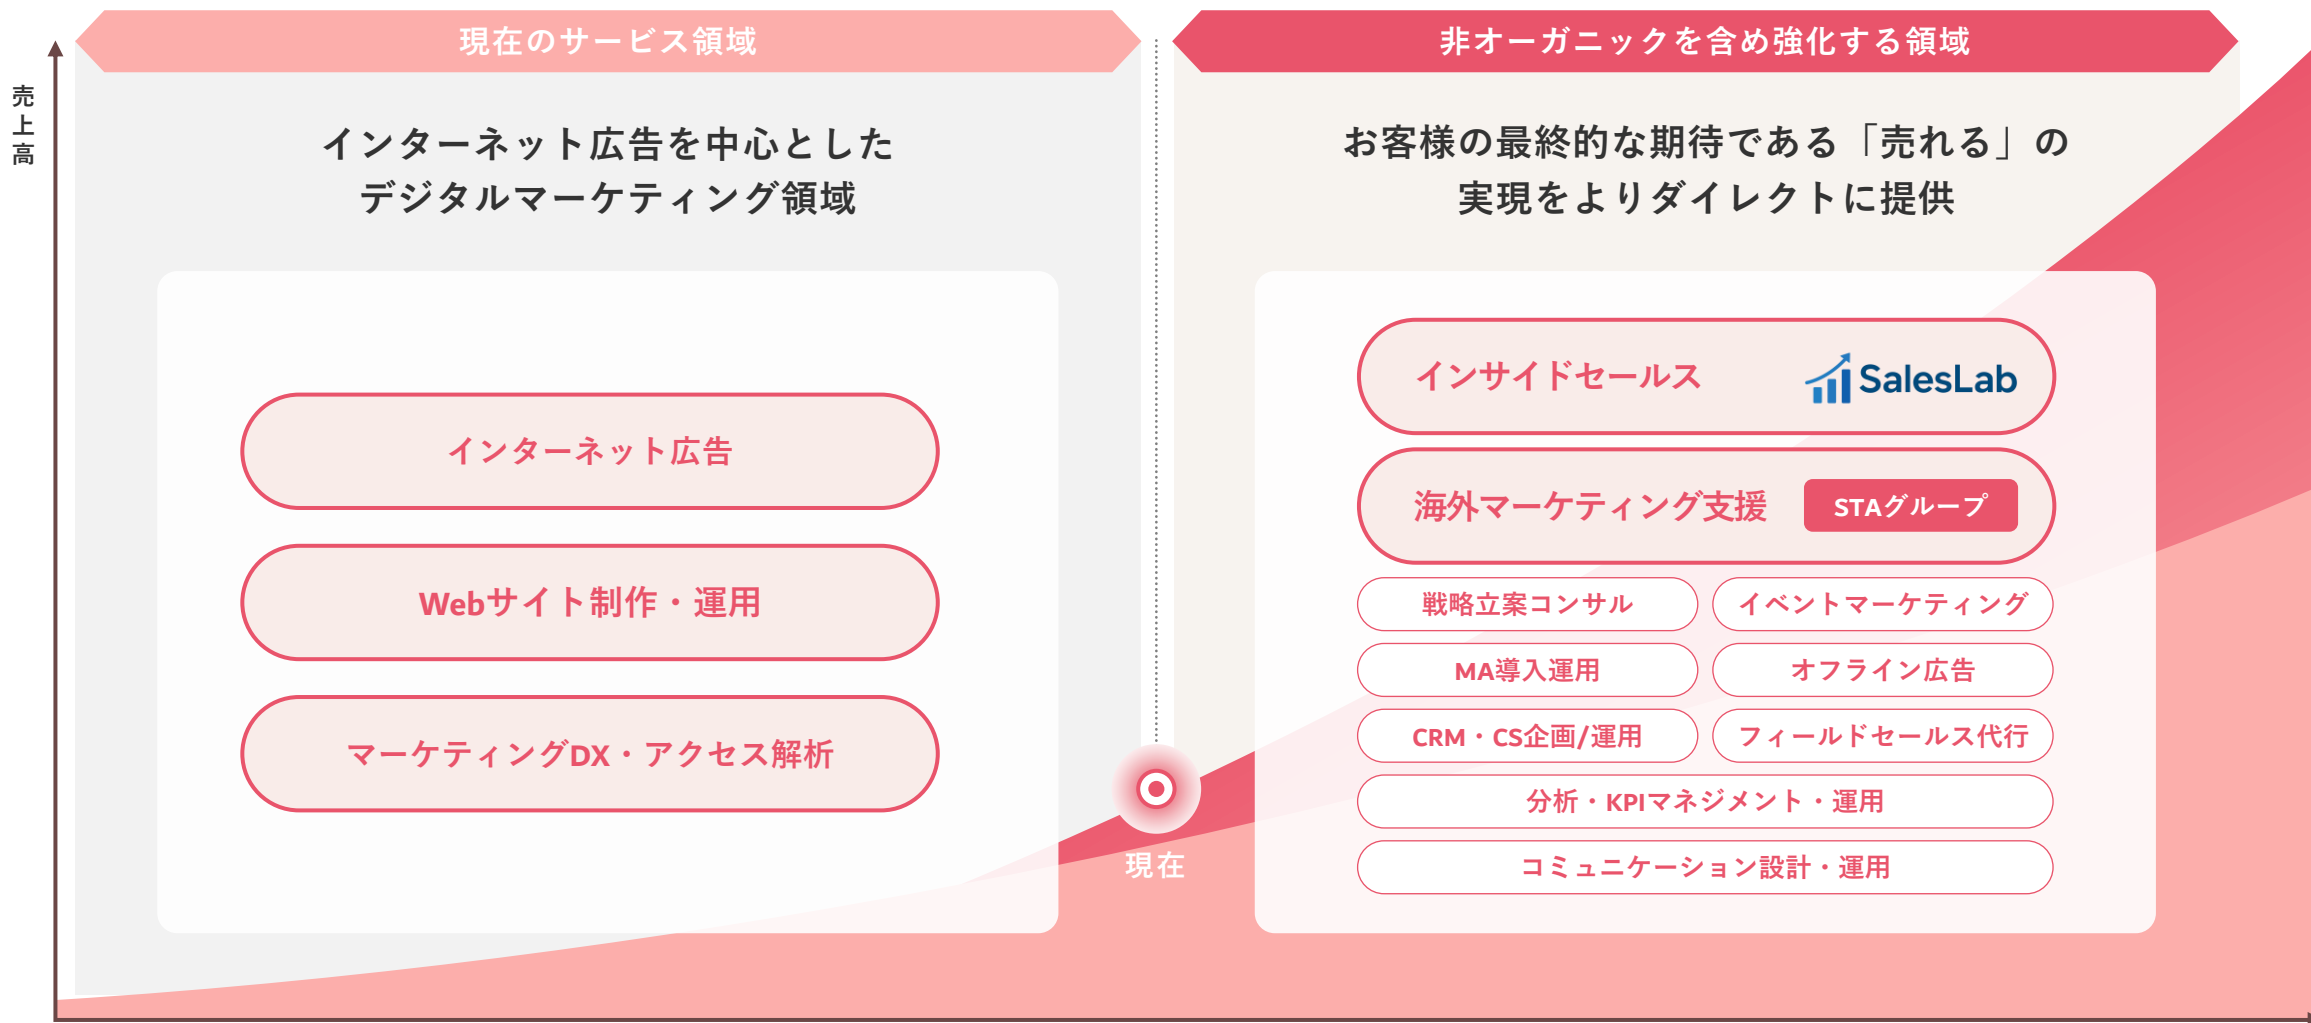 現在のサービス領域
非オーガニックを含め強化する領域
売上高
インターネット広告を中心とした
デジタルマーケティング領域
お客様の最終的な期待である「売れる」の
実現をよりダイレクトに提供
インターネット広告
Webサイト制作・運用
マーケティングDX・アクセス解析
現在
インサイドセールス
SalesLab
海外マーケティング支援
STAグループ
戦略立案コンサル
イベントマーケティング
MA導入運用
オフライン広告
CRM・CS企画/運用
フィールドセールス代行
分析・KPIマネジメント・運用
コミュニケーション設計・運用